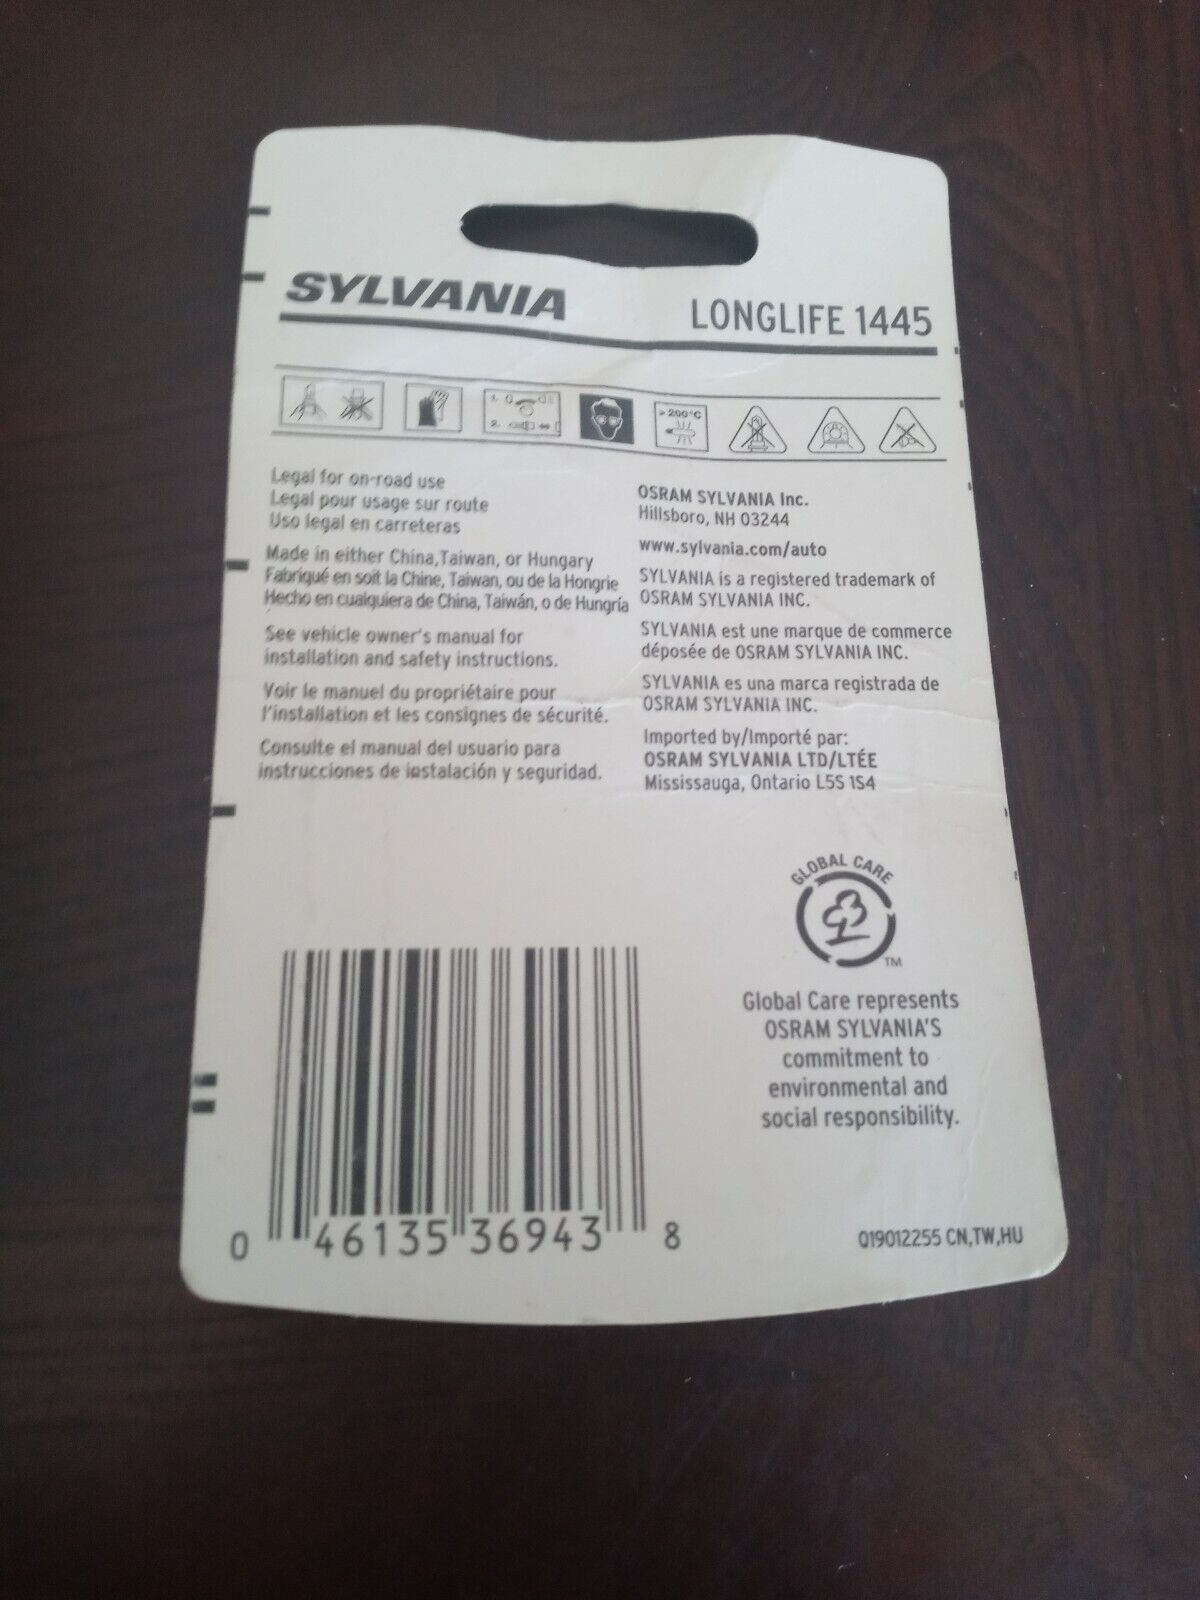 SYLVANIA
LONGLIFE 1445
1.
2.
>200°C
Legal for on-road use
Legal pour usage sur route
Uso legal en carreteras
Made in either China,Taiwan, or Hungary
Fabriqué en soit la Chine, Taiwan, ou de la Hongrie
Hecho en cualquiera de China, Taiwán, o de Hungría
See vehicle owner's manual for
installation and safety instructions.
Voir le manuel du propriétaire pour
l'installation et les consignes de sécurité.
Consulte el manual del usuario para
instrucciones de instalación y seguridad.
OSRAM SYLVANIA Inc.
Hillsboro, NH 03244
www.sylvania.com/auto
SYLVANIA is a registered trademark of
OSRAM SYLVANIA INC.
SYLVANIA est une marque de commerce
déposée de OSRAM SYLVANIA INC.
SYLVANIA es una marca registrada de
OSRAM SYLVANIA INC.
Imported by/Importé par:
OSRAM SYLVANIA LTD/LTÉE
Mississauga, Ontario L5S 1S4
GLOBAL CARE
TM
Global Care represents
OSRAM SYLVANIA'S
commitment to
environmental and
social responsibility.
0 46135 36943 8
019012255 CN,TW,HU